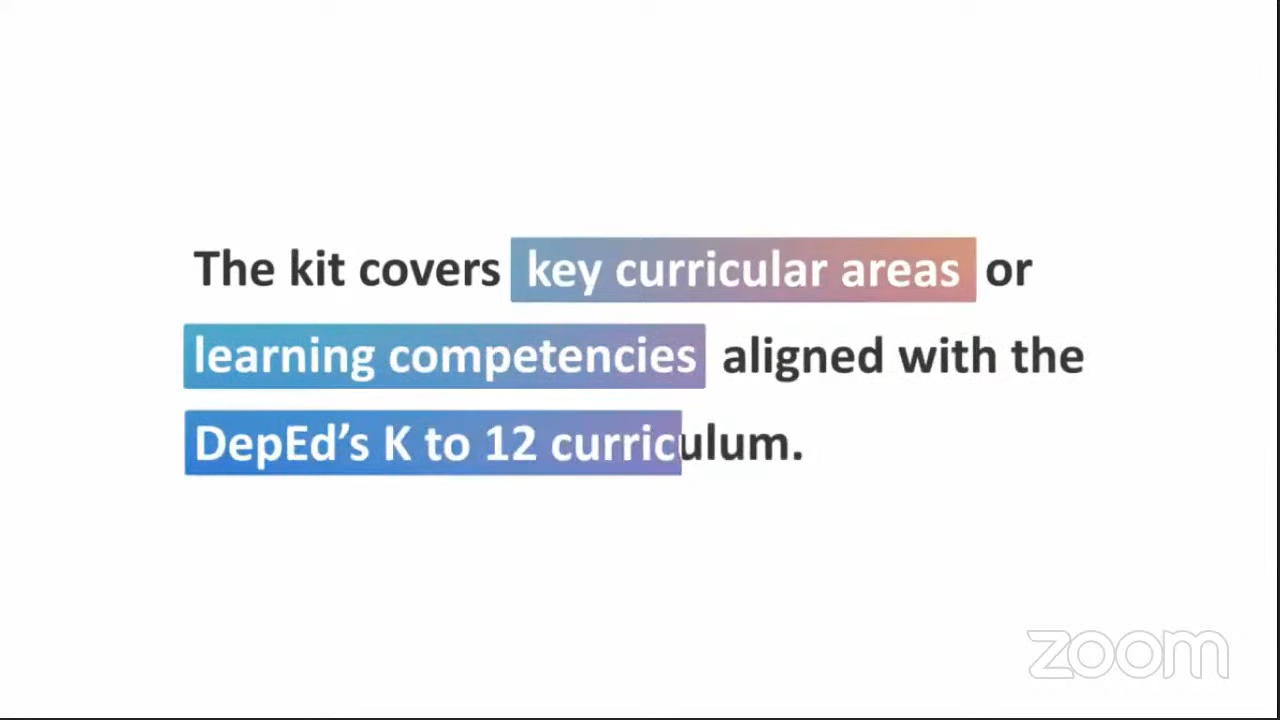 The kit covers key curricular areas or
learning competencies aligned with the
DepEd’s K to 12 curriculum.
zoom